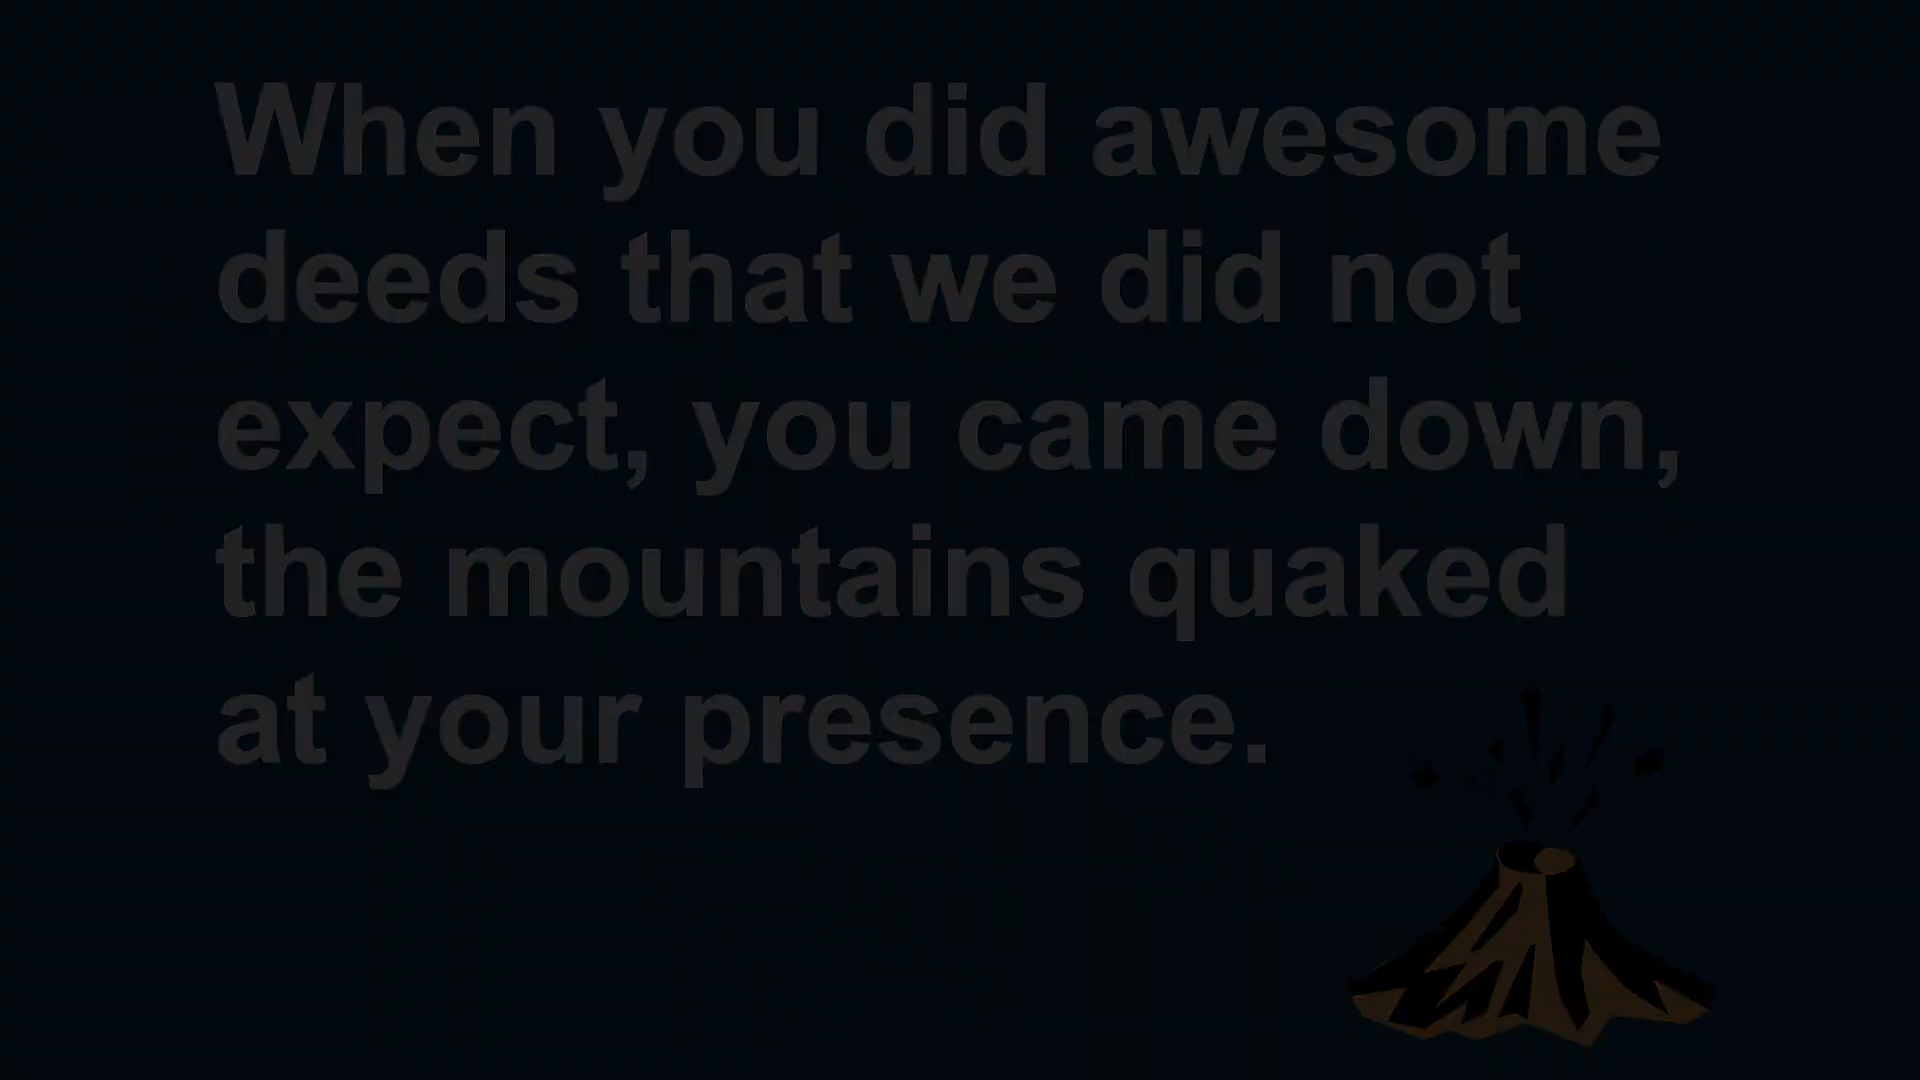 When you did awesome
deeds that we did not
expect, you came down,
the mountains quaked
at your presence.